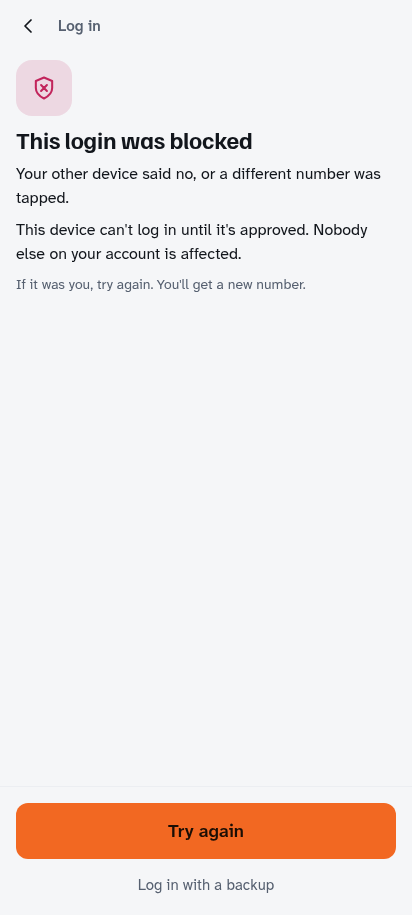 Log in
This login was blocked
Your other device said no, or a different number was
tapped.
This device can't log in until it's approved. Nobody
else on your account is affected.
If it was you, try again. You'll get a new number.
Try again
Log in with a backup